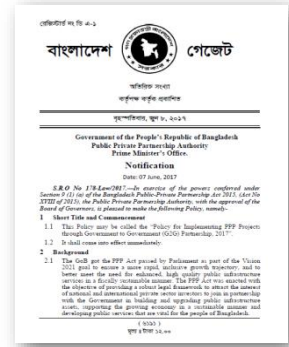 রেজিস্টার্ড নং ডি এ-১
বাংলাদেশ
গেজেট
অতিরিক্ত সংখ্যা
কর্তৃপক্ষ কর্তৃক প্রকাশিত
বৃহস্পতিবার, জুন ৮, ২০১৭
Government of the People's Republic of Bangladesh
Public Private Partnership Authority
Prime Minister's Office.
Notification
Date: 07 June, 2017
S.R.O No 178-Law/2017.—In exercise of the powers conferred under
Section 9 (1) (a) of the Bangladesh Public-Private Partnership Act 2015, (Act No
XVIII of 2015), the Public Private Partnership Authority, with the approval of the
Board of Governors, is pleased to make the following Policy, namely-
1 Short Title and Commencement
1.1 This Policy may be called the "Policy for Implementing PPP Projects
through Government to Government (G2G) Partnership, 2017".
1.2 It shall come into effect immediately.
2 Background
2.1 The GoB got the PPP Act passed by Parliament as part of the Vision
2021 goal to ensure a more rapid, inclusive growth trajectory, and to
better meet the need for enhanced, high quality public infrastructure
services in a fiscally sustainable manner. The PPP Act was enacted with
the objective of providing a robust legal framework to attract the interest
of national and international private sector investors to join in partnership
with the Government in building and upgrading public infrastructure
assets, supporting the growing economy in a sustainable manner and
developing public services that are vital for the people of Bangladesh.
মূল্য : টাকা ১২.০০